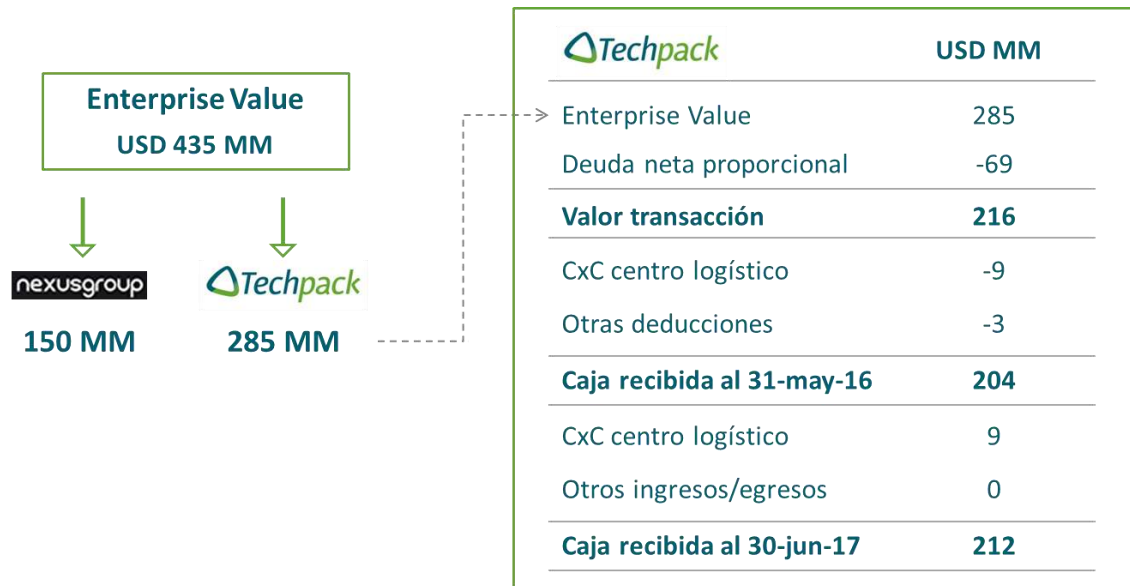 Enterprise Value
USD 435 MM
nexusgroup
Techpack
150 MM
285 MM
Techpack USD MM
Enterprise Value 285
Deuda neta proporcional -69
Valor transacción 216
CxC centro logístico -9
Otras deducciones -3
Caja recibida al 31-may-16 204
CxC centro logístico 9
Otros ingresos/egresos 0
Caja recibida al 30-jun-17 212